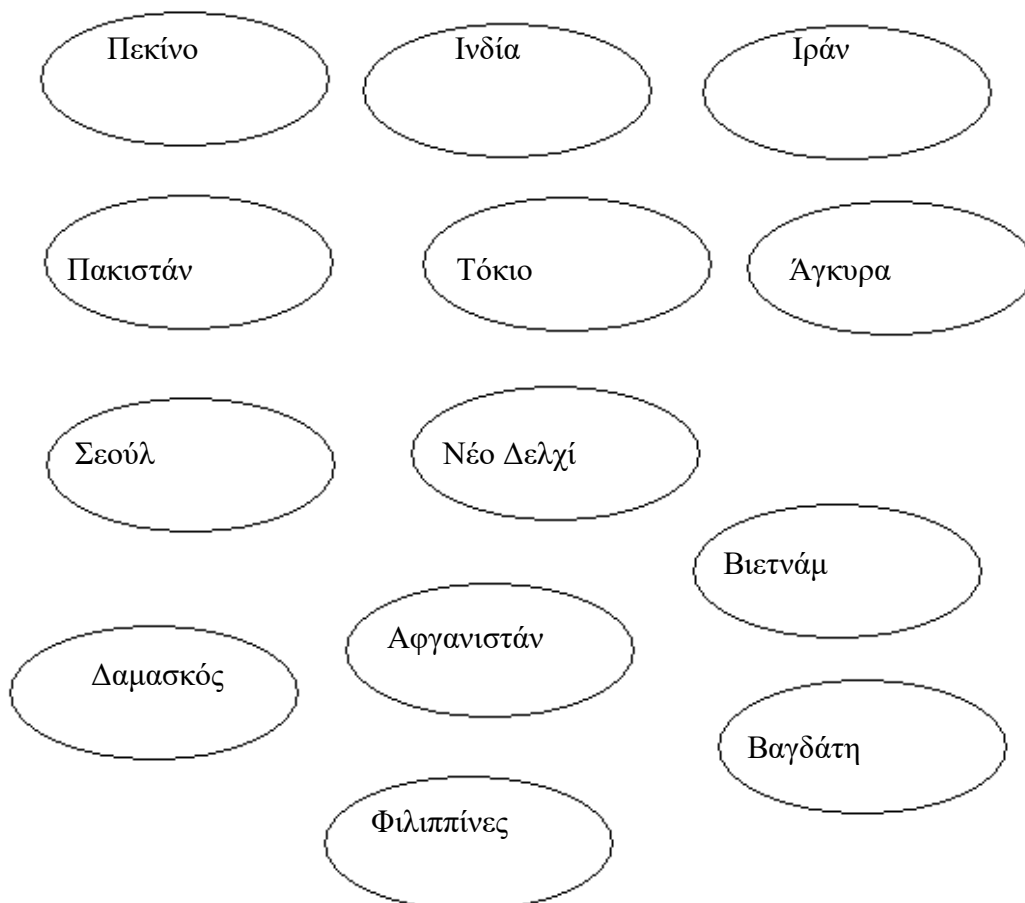 Πεκίνο
Ινδία
Ιράν
Πακιστάν
Τόκιο
Άγκυρα
Σεούλ
Νέο Δελχί
Βιετνάμ
Αφγανιστάν
Δαμασκός
Βαγδάτη
Φιλιππίνες